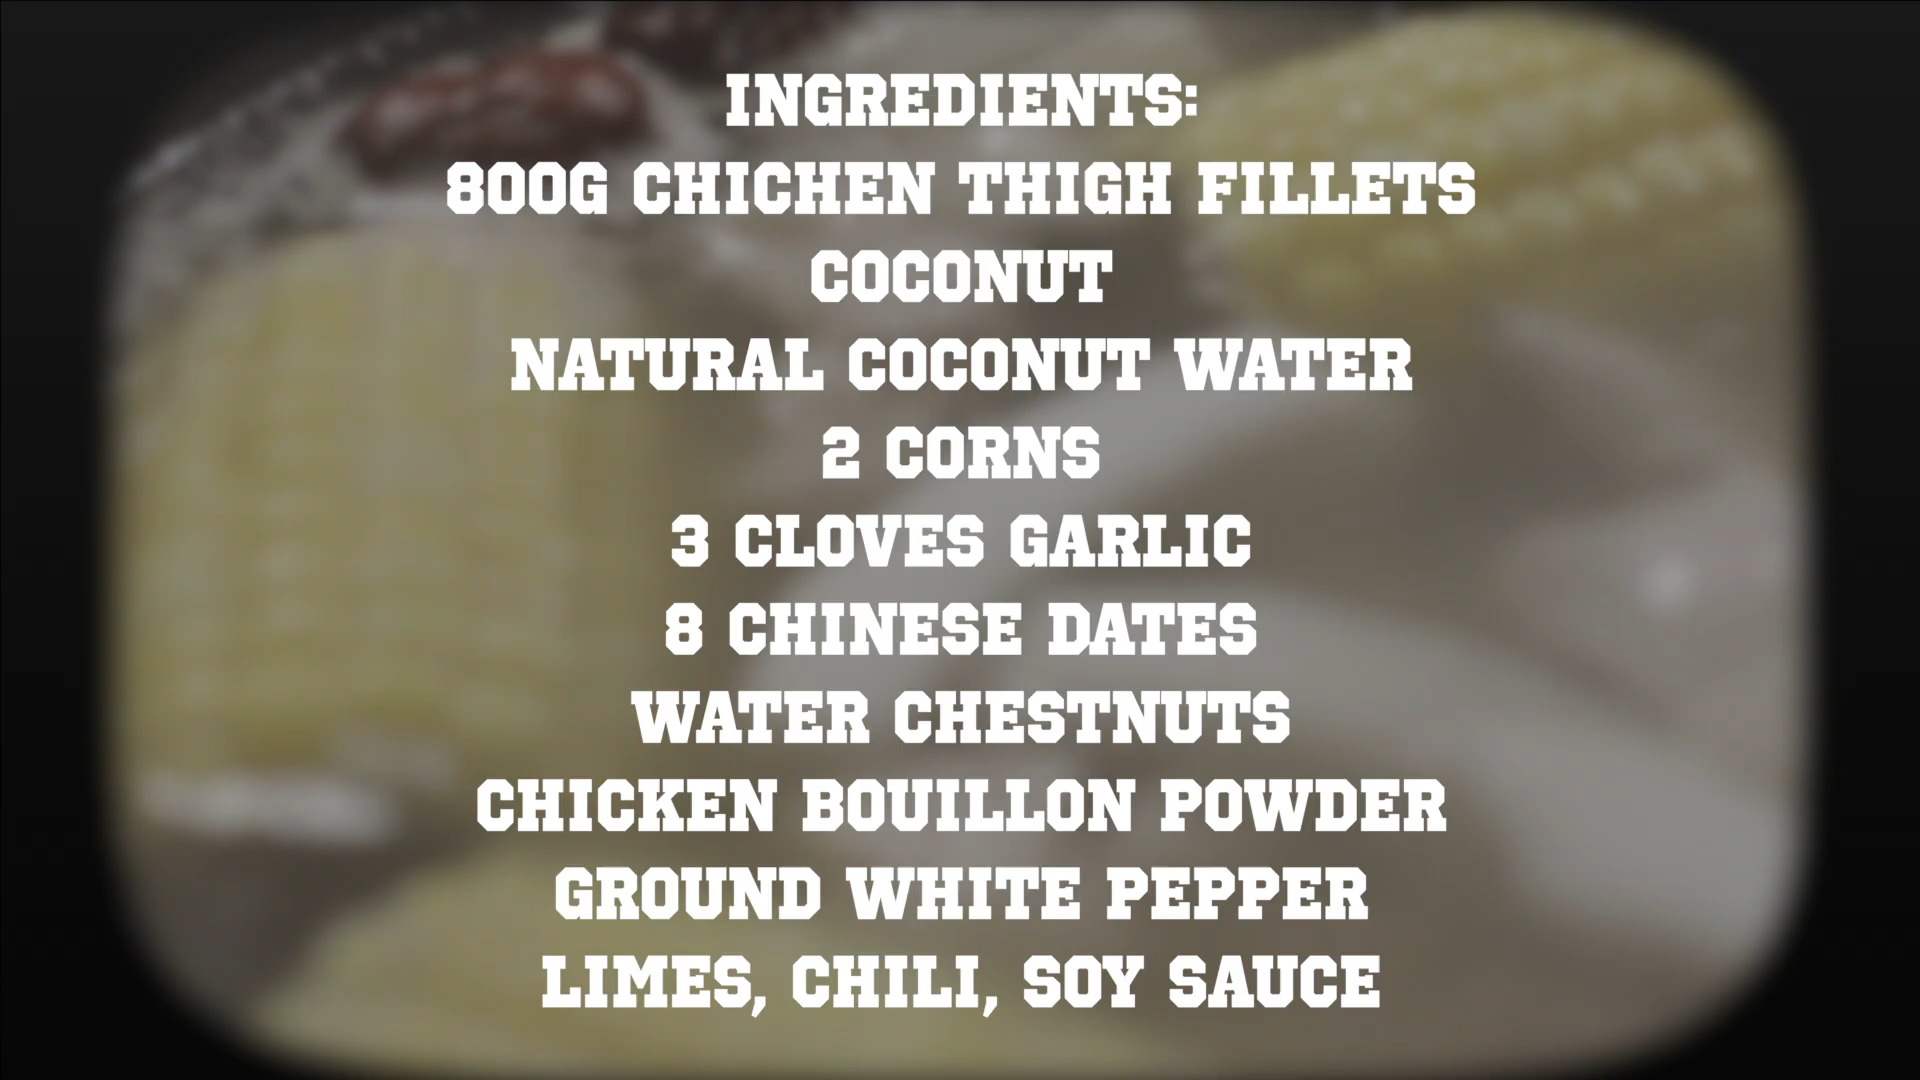 INGREDIENTS:
800G CHICHEN THIGH FILLETS
COCONUT
NATURAL COCONUT WATER
2 CORNS
3 CLOVES GARLIC
8 CHINESE DATES
WATER CHESTNUTS
CHICKEN BOUILLON POWDER
GROUND WHITE PEPPER
LIMES, CHILI, SOY SAUCE